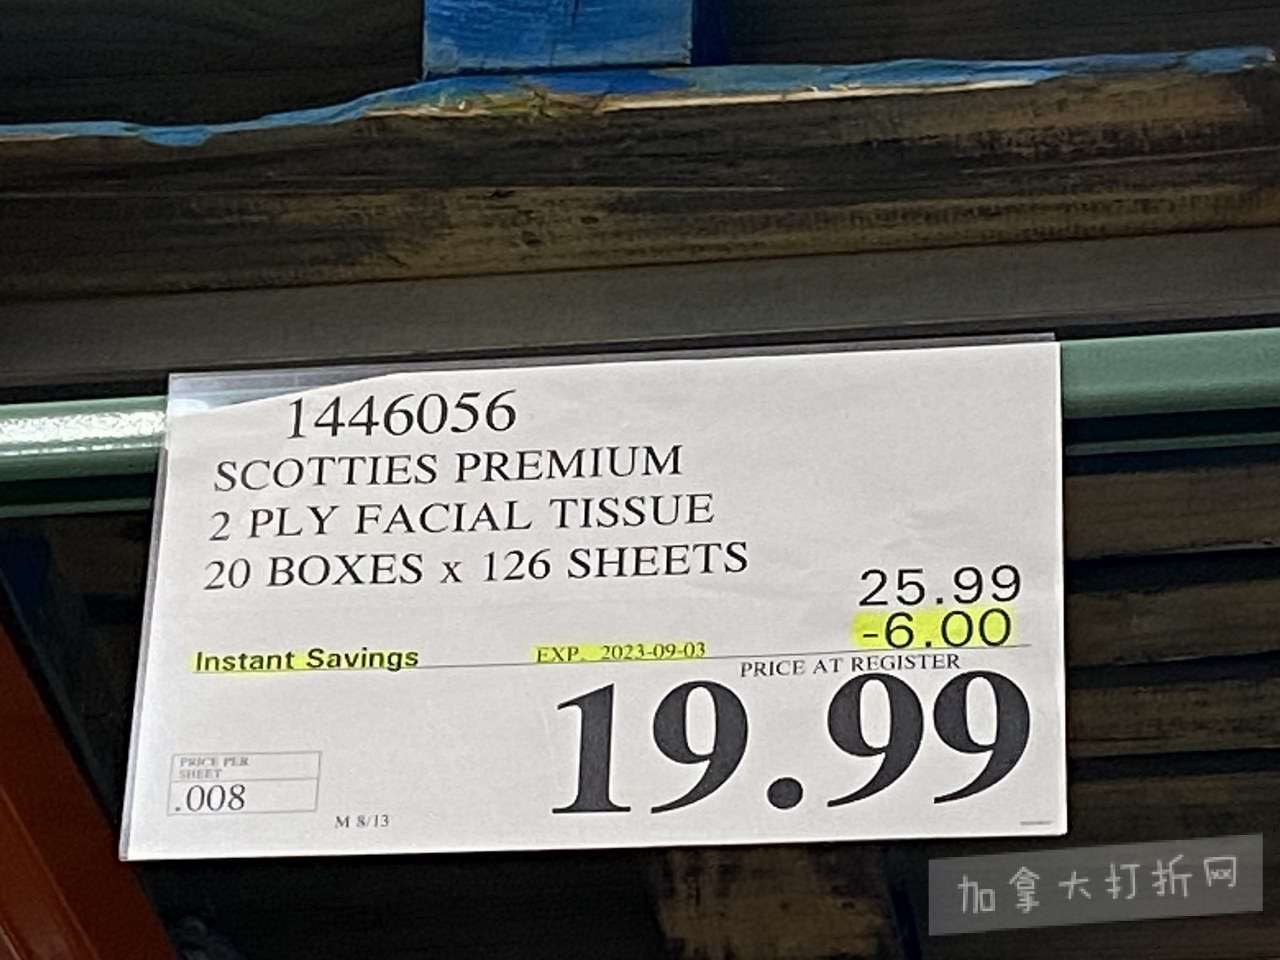 1446056
SCOTTIES PREMIUM
2 PLY FACIAL TISSUE
20 BOXES x 126 SHEETS
25.99
-6.00
Instant Savings EXP. 2023-09-03
PRICE AT REGISTER
19.99
PRICE PER
SHEET
.008
M 8/13
加拿大打折网